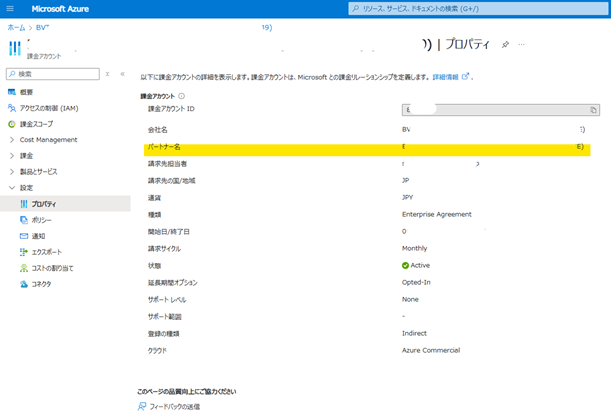 Microsoft Azure
リソース、サービス、ドキュメントの検索 (G+/)
ホーム > BV
19)
)) | プロパティ
課金アカウント
検索
概要
アクセスの制御 (IAM)
課金スコープ
Cost Management
課金
製品とサービス
設定
プロパティ
ポリシー
通知
エクスポート
コストの割り当て
コネクタ
以下に課金アカウントの詳細を表示します。課金アカウントは、Microsoft との課金リレーションシップを定義します。 詳細情報
課金アカウント
課金アカウント ID
会社名 BV
パートナー名 E)
請求先担当者
請求先の国/地域 JP
通貨 JPY
種類 Enterprise Agreement
開始日/終了日 0
請求サイクル Monthly
状態 Active
延長期間オプション Opted-In
サポート レベル None
サポート範囲 -
登録の種類 Indirect
クラウド Azure Commercial
このページの品質向上にご協力ください
フィードバックの送信